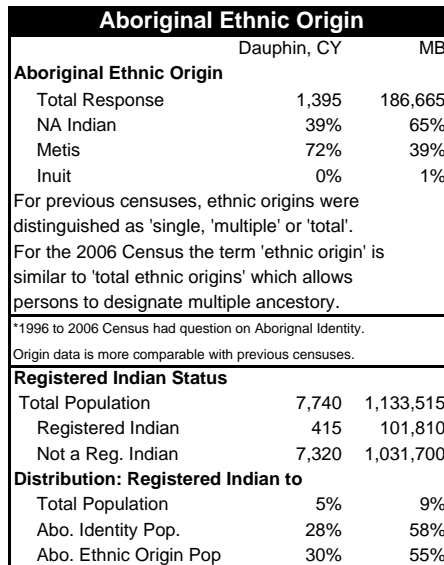 Aboriginal Ethnic Origin
Dauphin, CY MB
Aboriginal Ethnic Origin
Total Response 1,395 186,665
NA Indian 39% 65%
Metis 72% 39%
Inuit 0% 1%
For previous censuses, ethnic origins were
distinguished as 'single, 'multiple' or 'total'.
For the 2006 Census the term 'ethnic origin' is
similar to 'total ethnic origins' which allows
persons to designate multiple ancestory.
*1996 to 2006 Census had question on Aborignal Identity.
Origin data is more comparable with previous censuses.
Registered Indian Status
Total Population 7,740 1,133,515
Registered Indian 415 101,810
Not a Reg. Indian 7,320 1,031,700
Distribution: Registered Indian to
Total Population 5% 9%
Abo. Identity Pop. 28% 58%
Abo. Ethnic Origin Pop 30% 55%